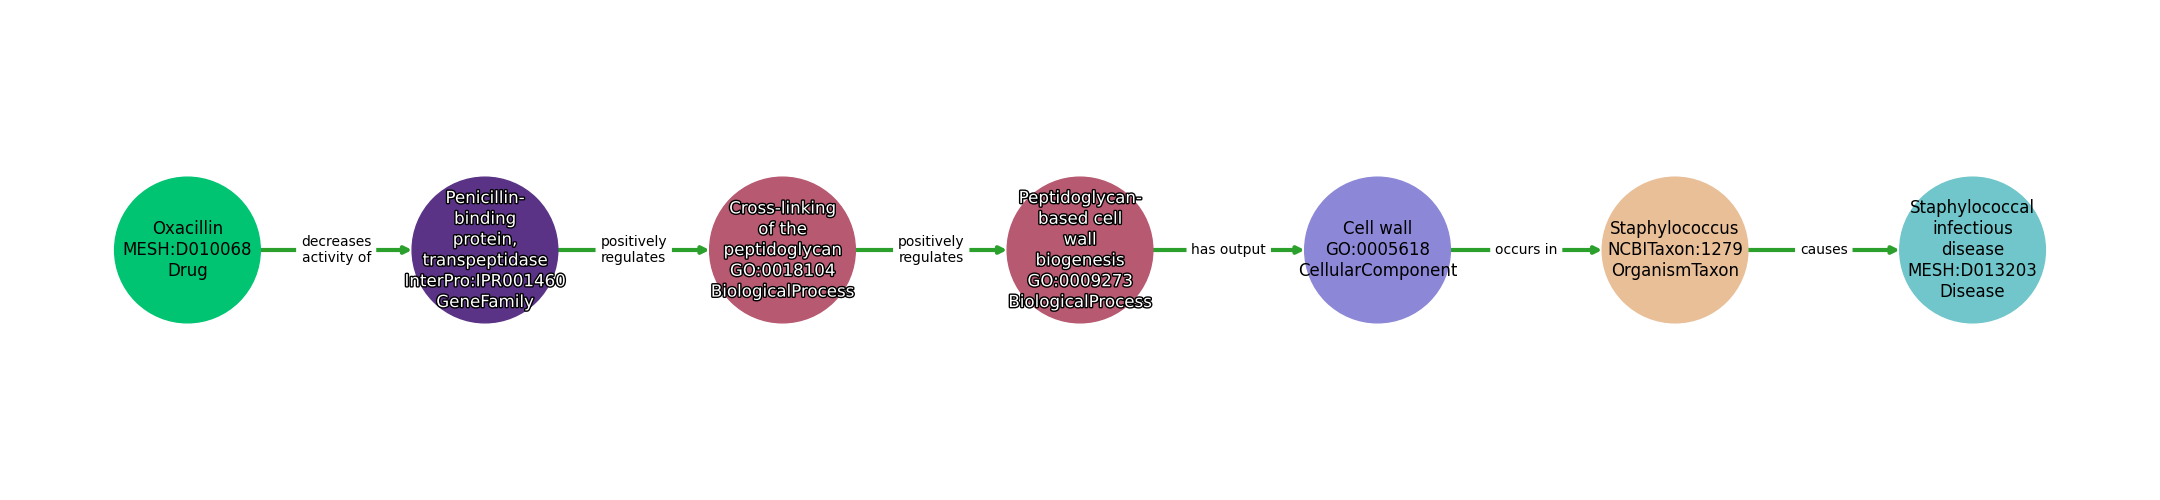 Oxacillin
MESH:D010068
Drug
decreases
activity of
Penicillin-
binding
protein,
transpeptidase
InterPro:IPR001460
GeneFamily
positively
regulates
Cross-linking
of the
peptidoglycan
GO:0018104
BiologicalProcess
positively
regulates
Peptidoglycan-
based cell
wall
biogenesis
GO:0009273
BiologicalProcess
has output
Cell wall
GO:0005618
CellularComponent
occurs in
Staphylococcus
NCBITaxon:1279
OrganismTaxon
causes
Staphylococcal
infectious
disease
MESH:D013203
Disease